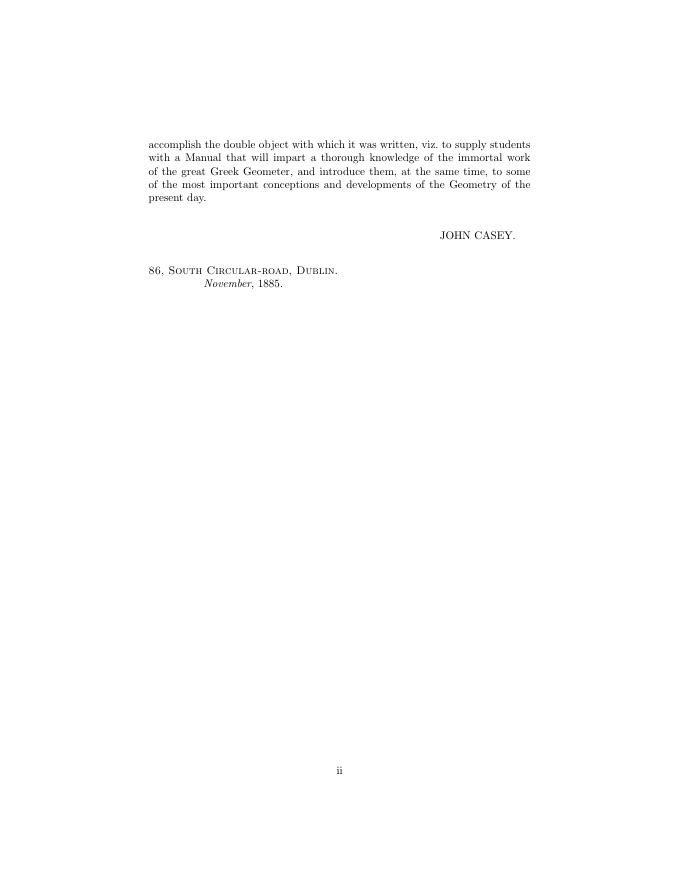 accomplish the double object with which it was written, viz. to supply students
with a Manual that will impart a thorough knowledge of the immortal work
of the great Greek Geometer, and introduce them, at the same time, to some
of the most important conceptions and developments of the Geometry of the
present day.
JOHN CASEY.
86, South Circular-road, Dublin.
November, 1885.
ii